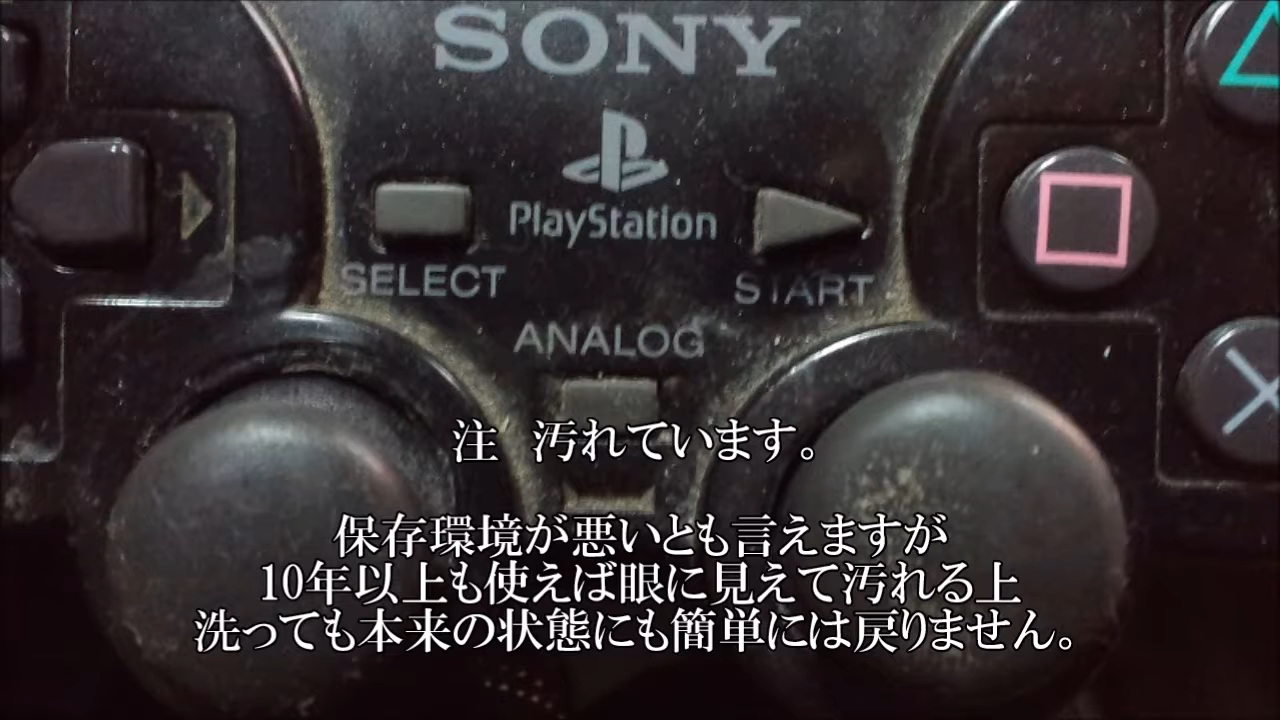 SONY
PlayStation
SELECT
START
ANALOG
注　汚れています。
保存環境が悪いとも言えますが
10年以上も使えば眼に見えて汚れる上
洗っても本来の状態にも簡単には戻りません。